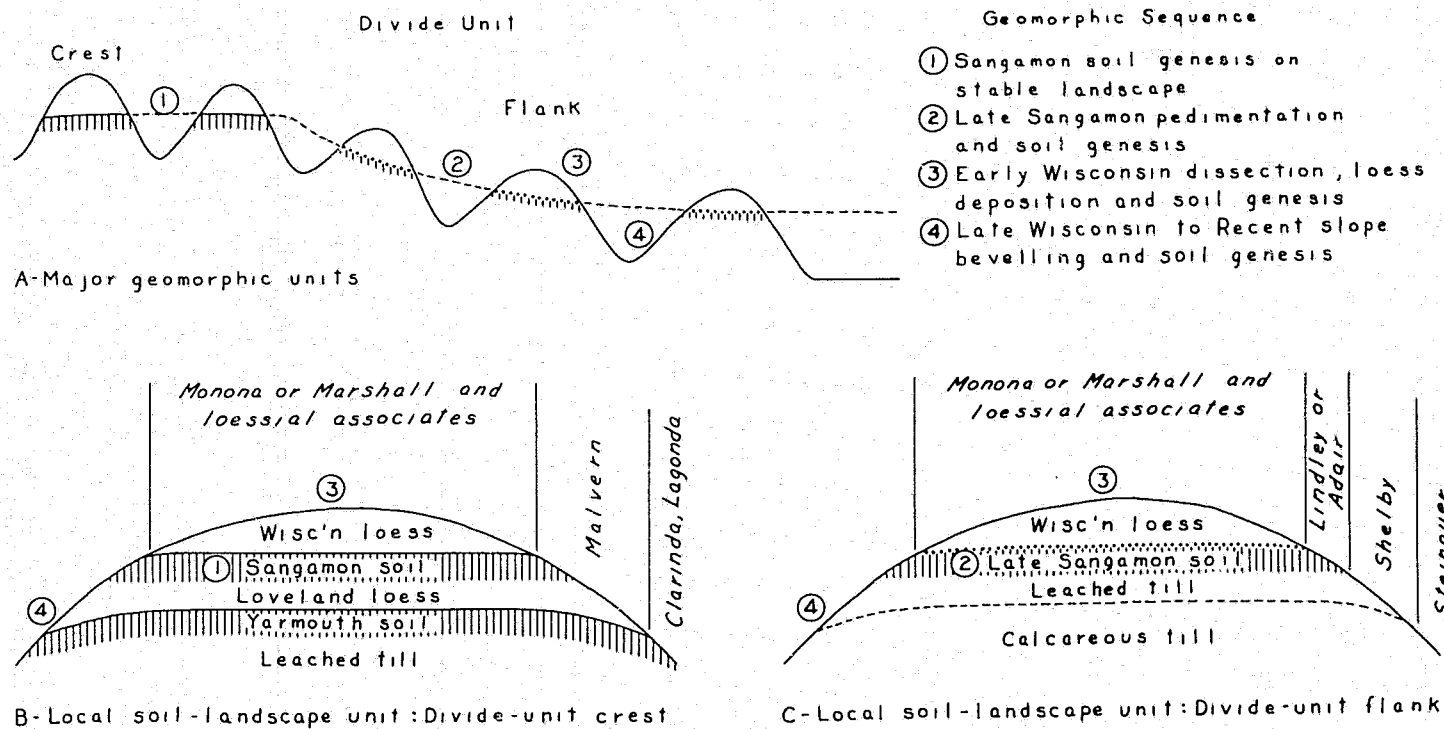 Divide Unit
Crest
①
Flank
②
③
④
A-Major geomorphic units
Geomorphic Sequence
① Sangamon soil genesis on
stable landscape
② Late Sangamon pedimentation
and soil genesis
③ Early Wisconsin dissection, loess
deposition and soil genesis
④ Late Wisconsin to Recent slope
bevelling and soil genesis
Monona or Marshall and
loessial associates
Malvern
Clarinda, Lagonda
③
Wisc'n loess
① Sangamon soil
Loveland loess
④
Yarmouth soil
Leached till
B-Local soil-landscape unit: Divide-unit crest
Monona or Marshall and
loessial associates
Lindley or
Adair
Shelby
③
Wisc'n loess
② Late Sangamon soil
Leached till
④
Calcareous till
C-Local soil-landscape unit: Divide-unit flank